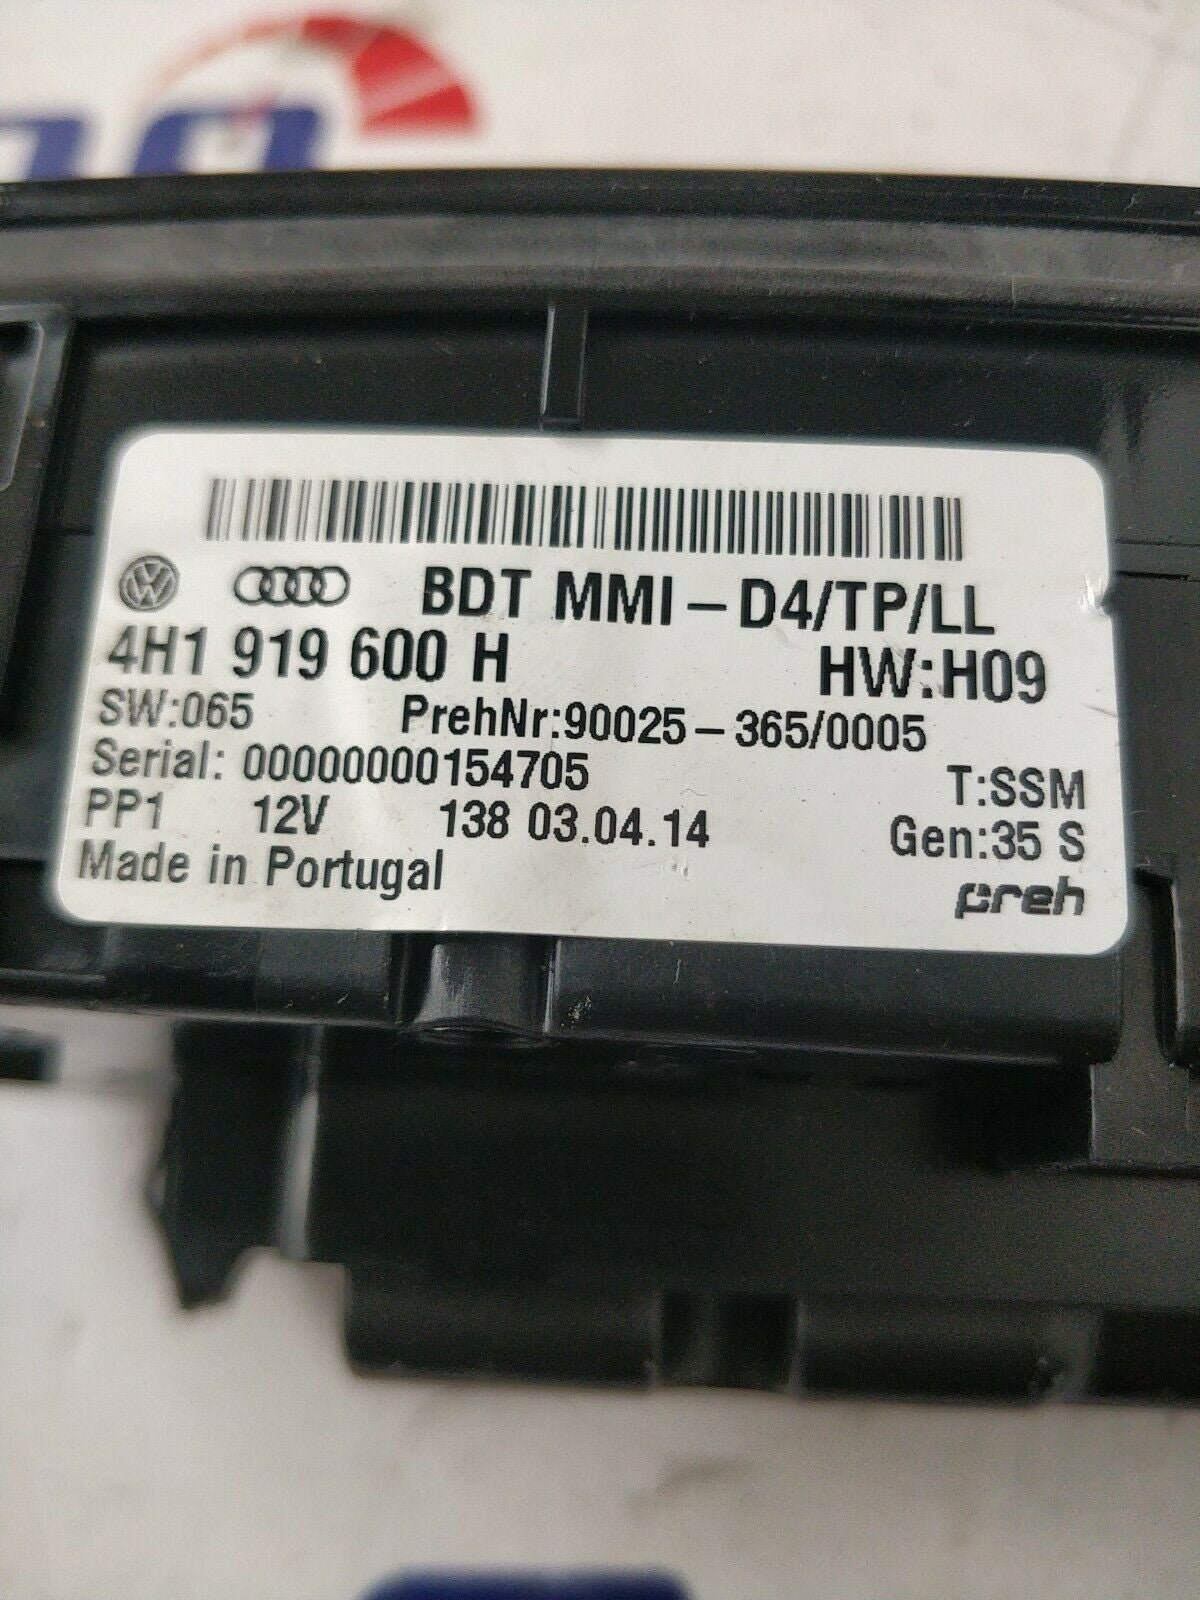 BDT MMI - D4/TP/LL
4H1 919 600 H HW:H09
SW:065 PrehNr:90025-365/0005
Serial: 00000000154705 T:SSM
PP1 12V 138 03.04.14 Gen:35 S
Made in Portugal preh